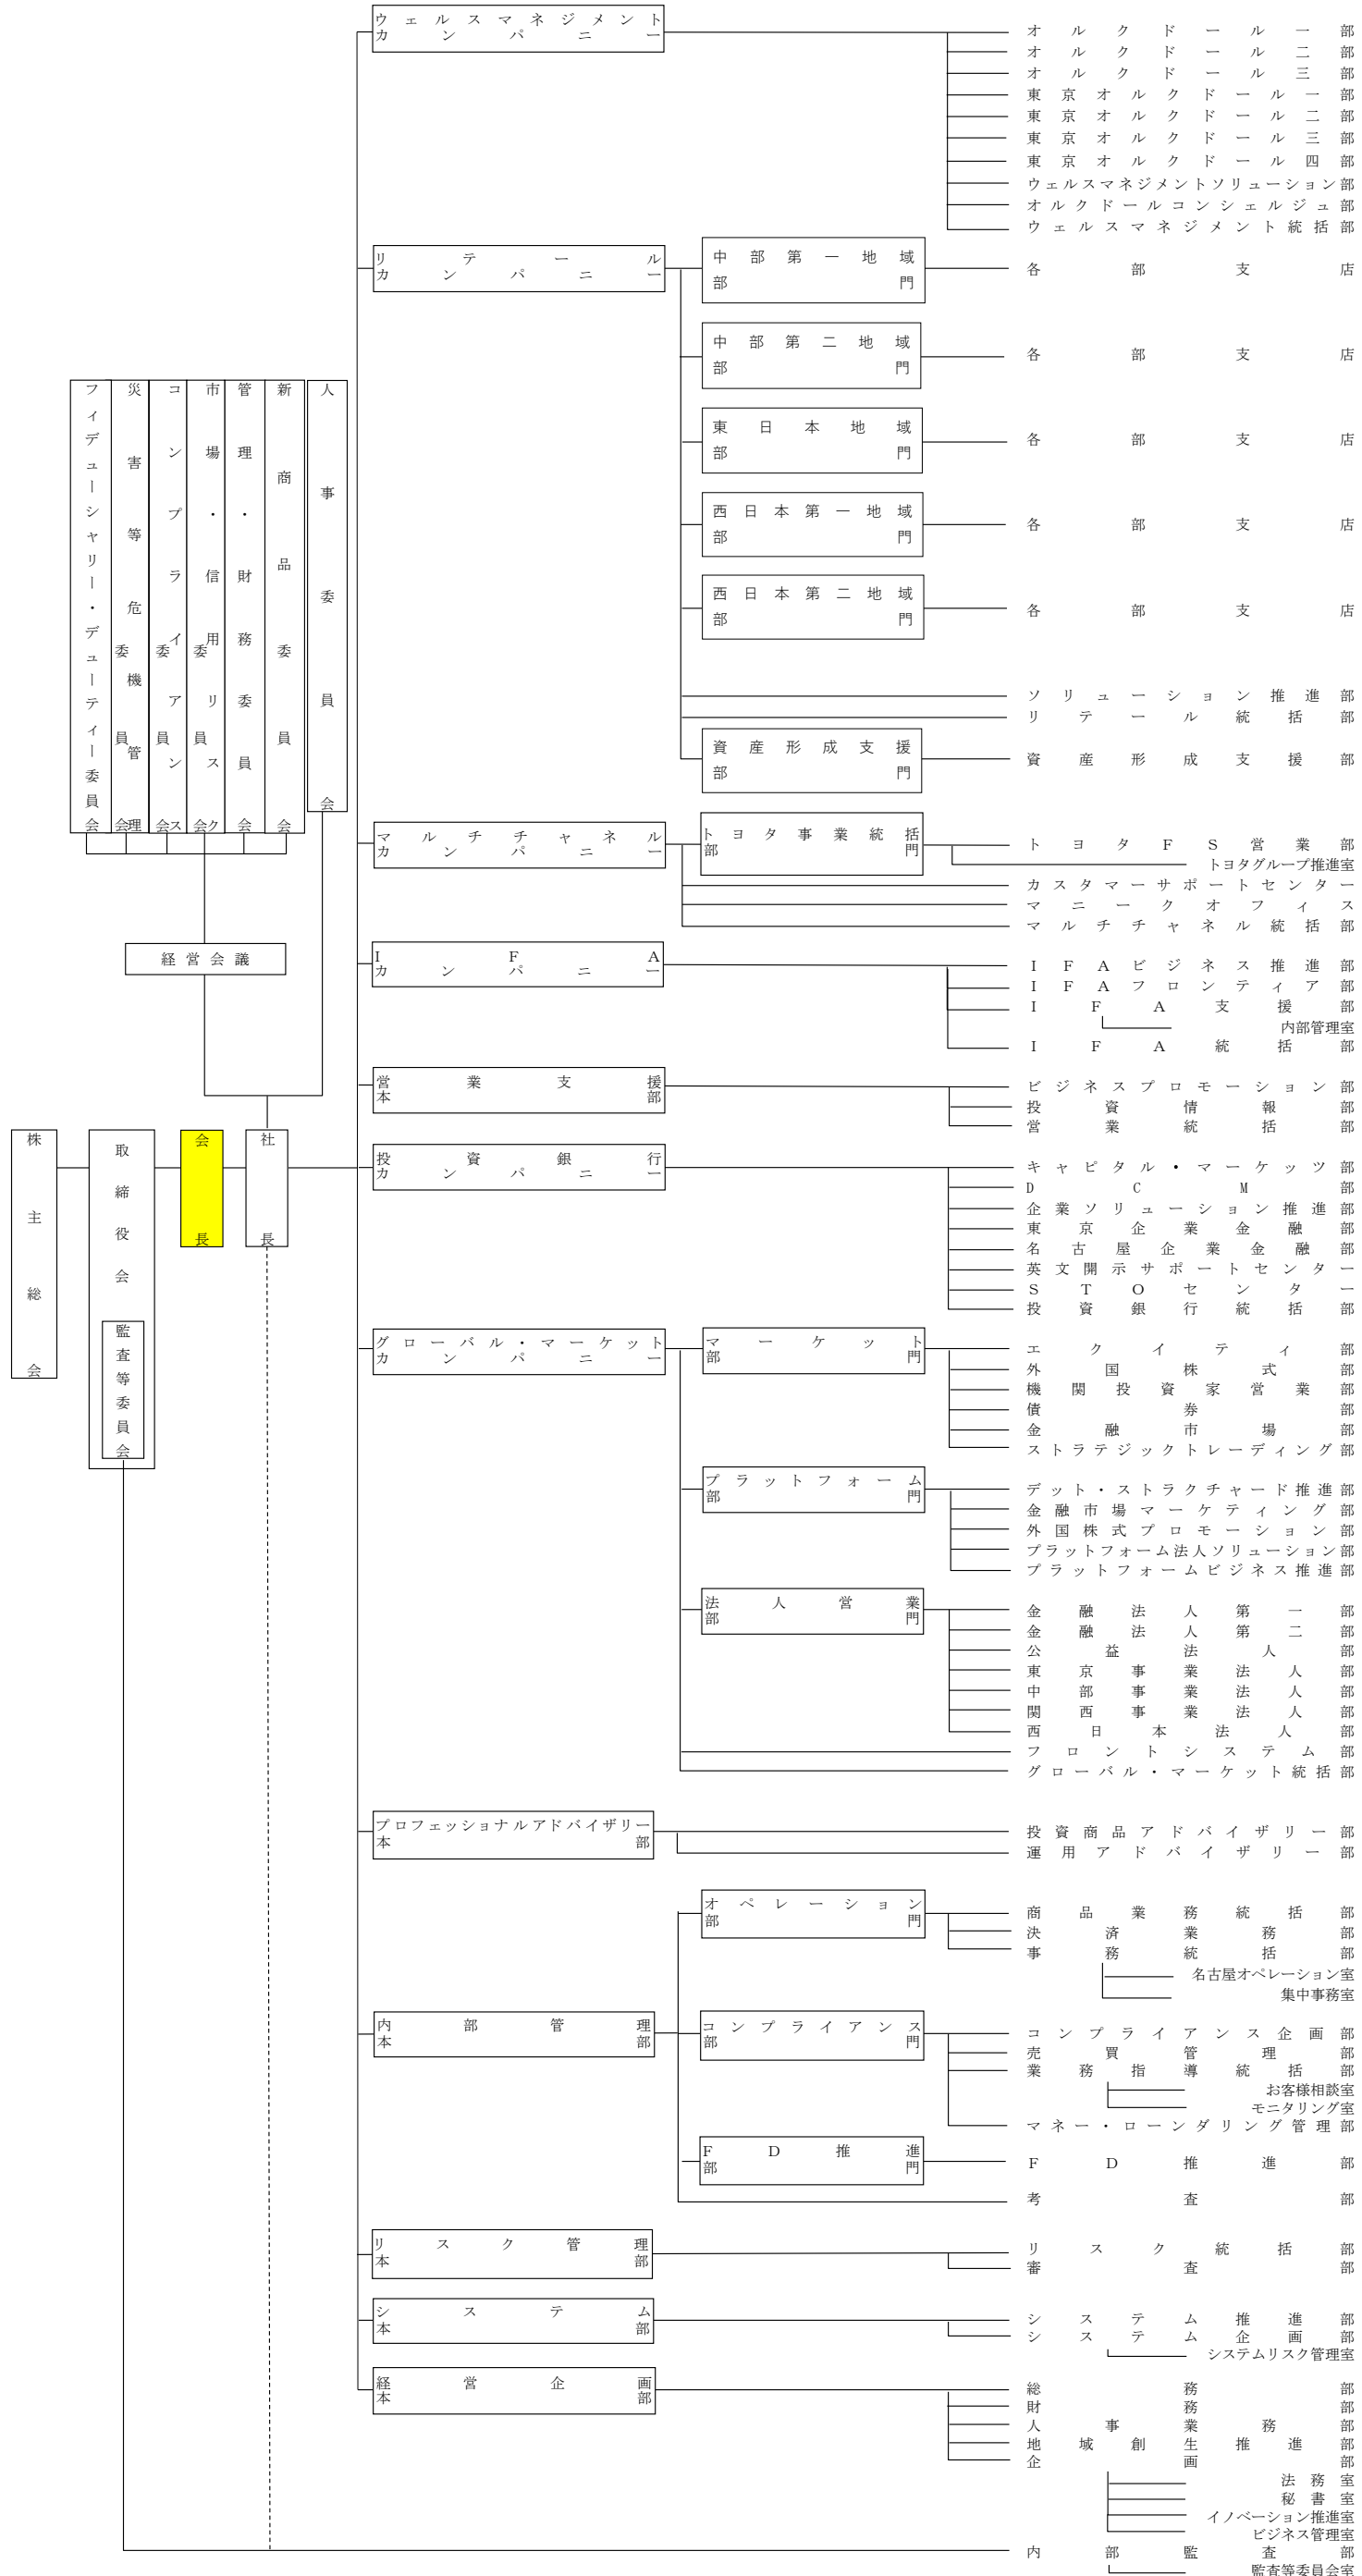 ウェルスマネジメント
カンパニー
オルクドール一部
オルクドール二部
オルクドール三部
東京オルクドール一部
東京オルクドール二部
東京オルクドール三部
東京オルクドール四部
ウェルスマネジメントソリューション部
オルクドールコンシェルジュ部
ウェルスマネジメント統括部
リテール
カンパニー
中部第一地域
部門
各部支店
中部第二地域
部門
各部支店
東日本地域
部門
各部支店
西日本第一地域
部門
各部支店
西日本第二地域
部門
各部支店
ソリューション推進部
リテール統括部
資産形成支援
部門
資産形成支援部
フィデューシャリー・デューティー委員会
災害等危機管理
委員会
コンプライアンス
委員会
市場・信用リスク
委員会
管理・財務委員会
新商品委員会
人事委員会
マルチチャネル
カンパニー
トヨタ事業統括
部門
トヨタFS営業部
トヨタグループ推進室
カスタマーサポートセンター
マニークオフィス
マルチチャネル統括部
経営会議
IFA
カンパニー
IFAビジネス推進部
IFAフロンティア部
IFA支援部
内部管理室
IFA統括部
営業支援
本部
ビジネスプロモーション部
投資情報部
営業統括部
株主総会
取締役会
監査等委員会
会長
社長
投資銀行
カンパニー
キャピタル・マーケッツ部
DCM部
企業ソリューション推進部
東京企業金融部
名古屋企業金融部
英文開示サポートセンター
STOセンター
投資銀行統括部
グローバル・マーケット
カンパニー
マーケット
部門
エクイティ部
外国株式部
機関投資家営業部
債券部
金融市場部
ストラテジックトレーディング部
プラットフォーム
部門
デット・ストラクチャード推進部
金融市場マーケティング部
外国株式プロモーション部
プラットフォーム法人ソリューション部
プラットフォームビジネス推進部
法人営業
部門
金融法人第一部
金融法人第二部
公益法人部
東京事業法人部
中部事業法人部
関西事業法人部
西日本法人部
フロントシステム部
グローバル・マーケット統括部
プロフェッショナルアドバイザリー
本部
投資商品アドバイザリー部
運用アドバイザリー部
内部管理
本部
オペレーション
部門
商品業務統括部
決済業務部
事務統括部
名古屋オペレーション室
集中事務室
コンプライアンス
部門
コンプライアンス企画部
売買管理部
業務指導統括部
お客様相談室
モニタリング室
マネー・ローンダリング管理部
FD推進
部門
FD推進部
考査部
リスク管理
本部
リスク統括部
審査部
システム
本部
システム推進部
システム企画部
システムリスク管理室
経営企画
本部
総務部
財務部
人事業務部
地域創生推進部
企画部
法務室
秘書室
イノベーション推進室
ビジネス管理室
内部監査部
監査等委員会室